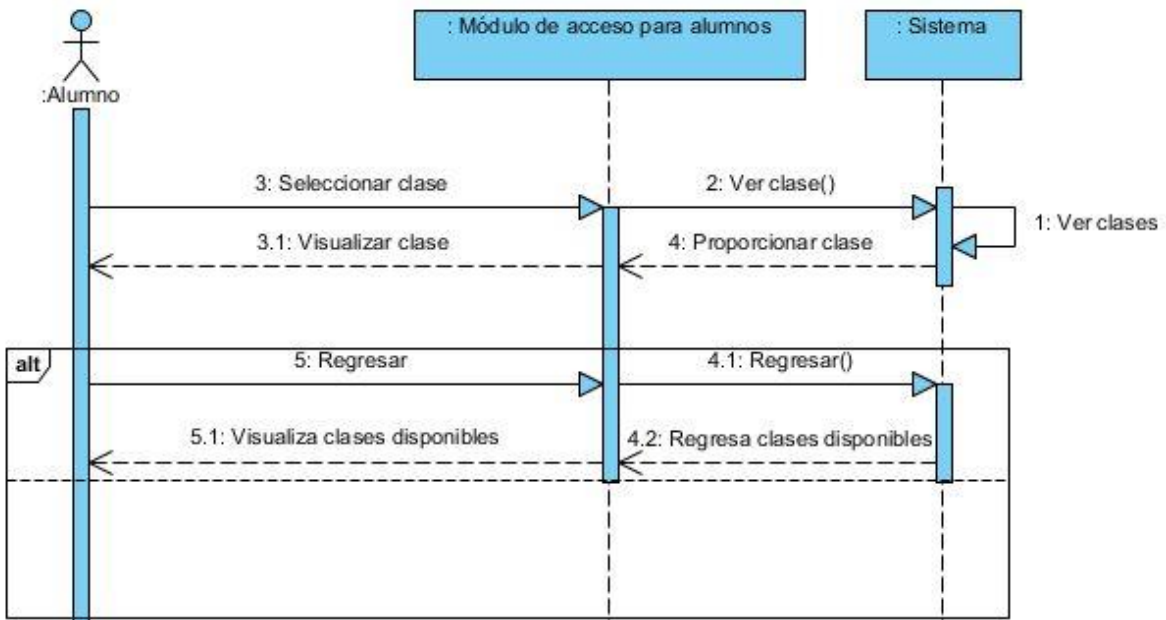 : Módulo de acceso para alumnos
: Sistema
:Alumno
3: Seleccionar clase
2: Ver clase()
1: Ver clases
3.1: Visualizar clase
4: Proporcionar clase
alt
5: Regresar
4.1: Regresar()
5.1: Visualiza clases disponibles
4.2: Regresa clases disponibles